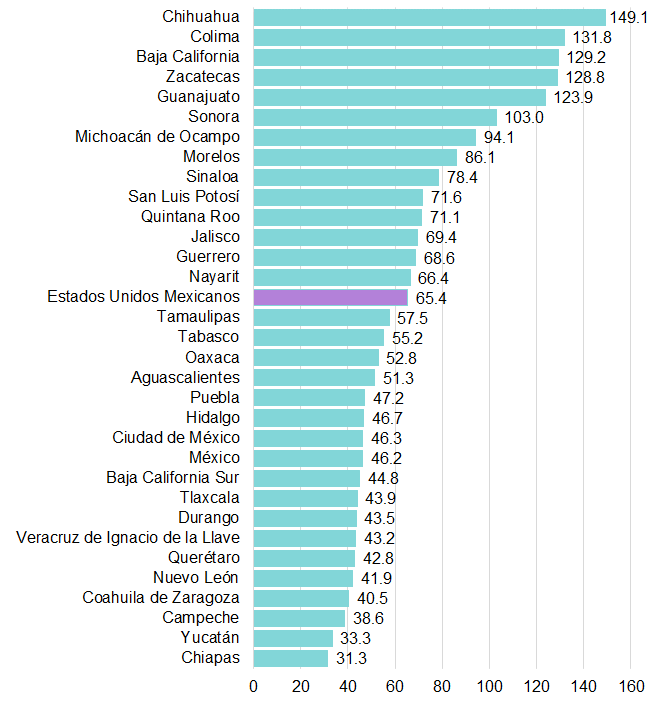 Chihuahua 149.1
Colima 131.8
Baja California 129.2
Zacatecas 128.8
Guanajuato 123.9
Sonora 103.0
Michoacán de Ocampo 94.1
Morelos 86.1
Sinaloa 78.4
San Luis Potosí 71.6
Quintana Roo 71.1
Jalisco 69.4
Guerrero 68.6
Nayarit 66.4
Estados Unidos Mexicanos 65.4
Tamaulipas 57.5
Tabasco 55.2
Oaxaca 52.8
Aguascalientes 51.3
Puebla 47.2
Hidalgo 46.7
Ciudad de México 46.3
México 46.2
Baja California Sur 44.8
Tlaxcala 43.9
Durango 43.5
Veracruz de Ignacio de la Llave 43.2
Querétaro 42.8
Nuevo León 41.9
Coahuila de Zaragoza 40.5
Campeche 38.6
Yucatán 33.3
Chiapas 31.3
0 20 40 60 80 100 120 140 160